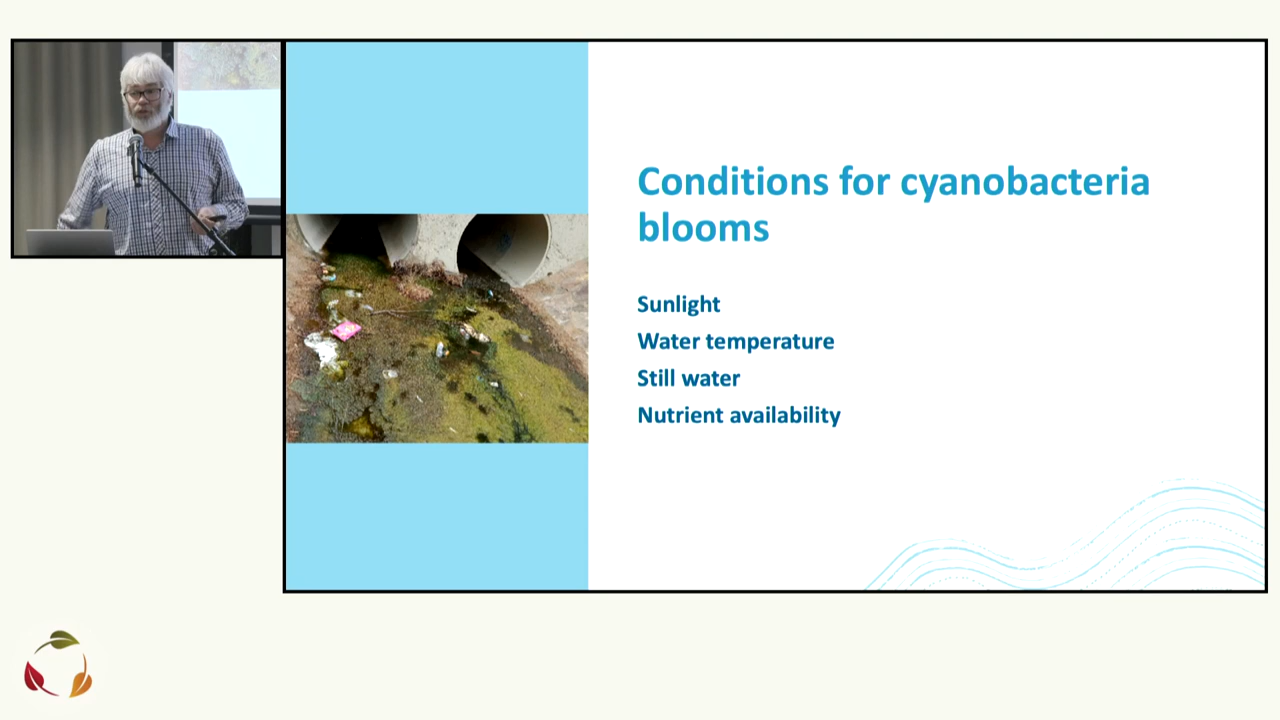 Conditions for cyanobacteria
blooms
Sunlight
Water temperature
Still water
Nutrient availability